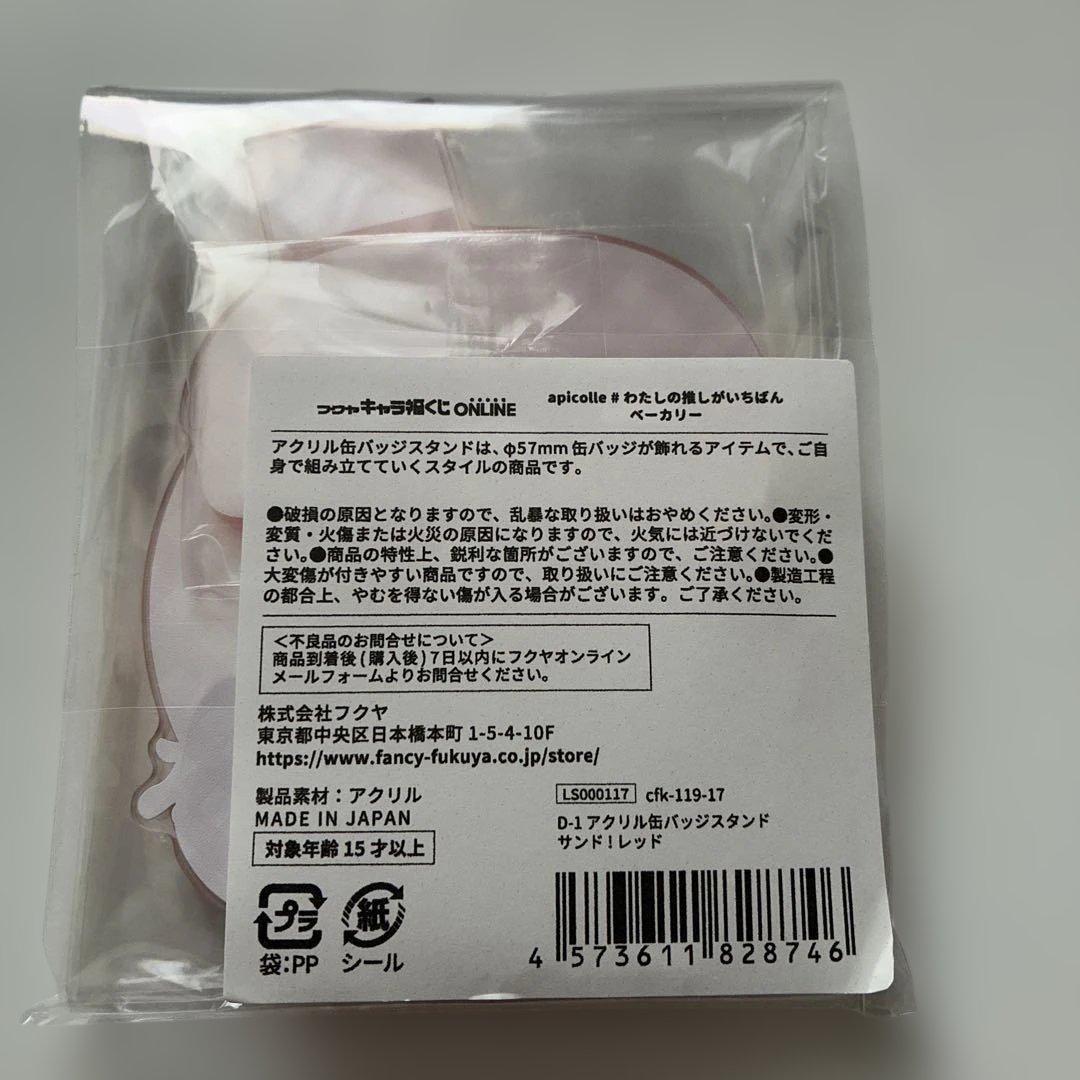 フクヤキャラ福くじONLINE
apicolle # わたしの推しがいちばん
ベーカリー
アクリル缶バッジスタンドは、φ57mm 缶バッジが飾れるアイテムで、ご自
身で組み立てていくスタイルの商品です。
●破損の原因となりますので、乱暴な取り扱いはおやめください。●変形・
変質・火傷または火災の原因になりますので、火気には近づけないでくだ
さい。●商品の特性上、鋭利な箇所がございますので、ご注意ください。●
大変傷が付きやすい商品ですので、取り扱いにご注意ください。●製造工程
の都合上、やむを得ない傷が入る場合がございます。ご了承ください。
＜不良品のお問合せについて＞
商品到着後 ( 購入後 ) 7日以内にフクヤオンライン
メールフォームよりお問合せください。
株式会社フクヤ
東京都中央区日本橋本町 1-5-4-10F
https://www.fancy-fukuya.co.jp/store/
製品素材：アクリル
MADE IN JAPAN
対象年齢 15 才以上
LS000117 cfk-119-17
D-1 アクリル缶バッジスタンド
サンド！レッド
プラ
紙
袋：PP シール
4 573611 828746